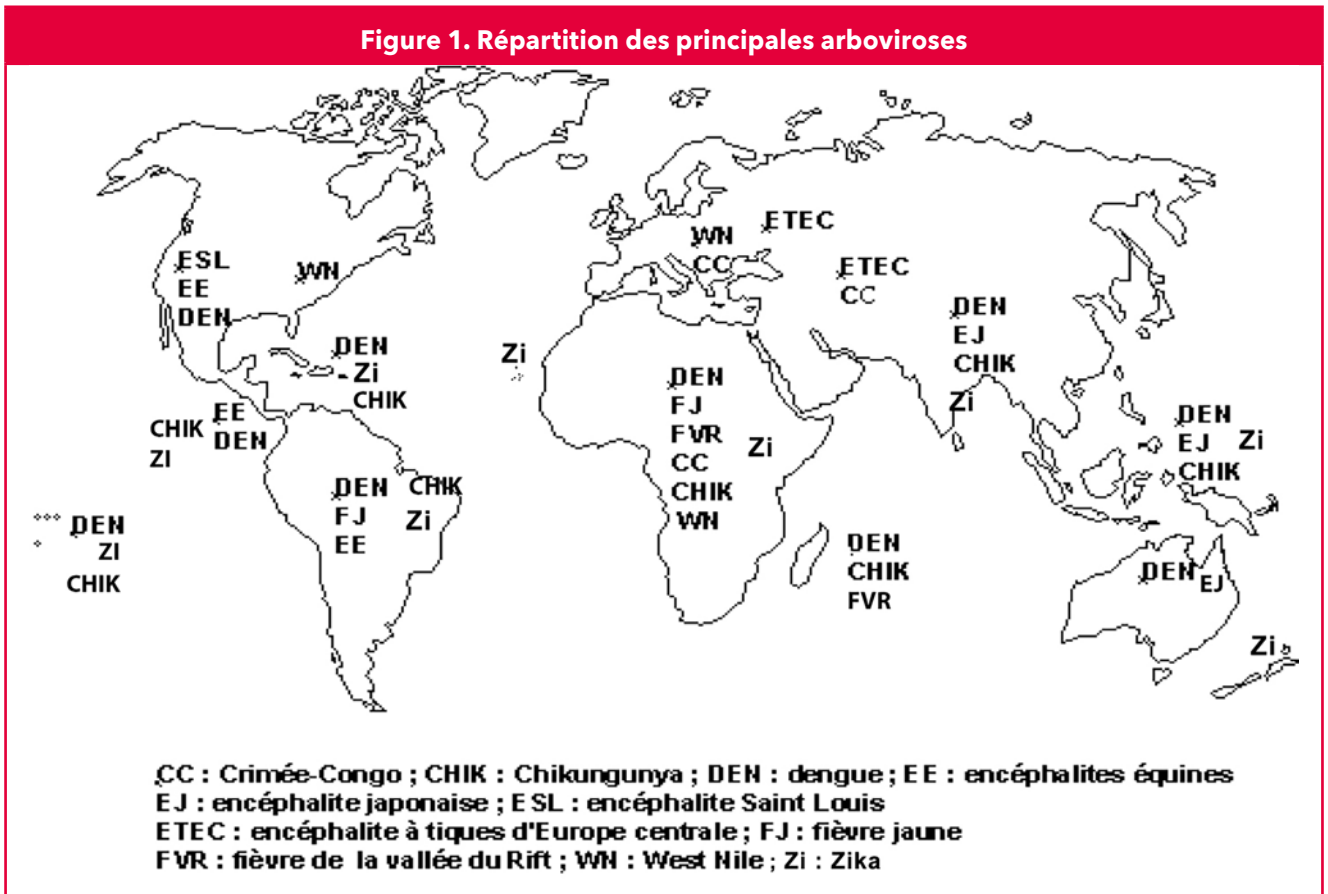 Figure 1. Répartition des principales arboviroses
ESL
EE
DEN
WN
DEN
Zi
CHIK
EE
DEN
CHIK
ZI
DEN
FJ
EE
CHIK
Zi
DEN
ZI
CHIK
WN
CC
ETEC
ETEC
CC
Zi
DEN
FJ
FVR
CC
CHIK
WN
Zi
DEN
CHIK
FVR
DEN
EJ
CHIK
Zi
DEN
EJ Zi
CHIK
DEN
EJ
Zi
CC : Crimée-Congo ; CHIK : Chikungunya ; DEN : dengue ; EE : encéphalites équines
EJ : encéphalite japonaise ; ESL : encéphalite Saint Louis
ETEC : encéphalite à tiques d'Europe centrale ; FJ : fièvre jaune
FVR : fièvre de la vallée du Rift ; WN : West Nile ; Zi : Zika